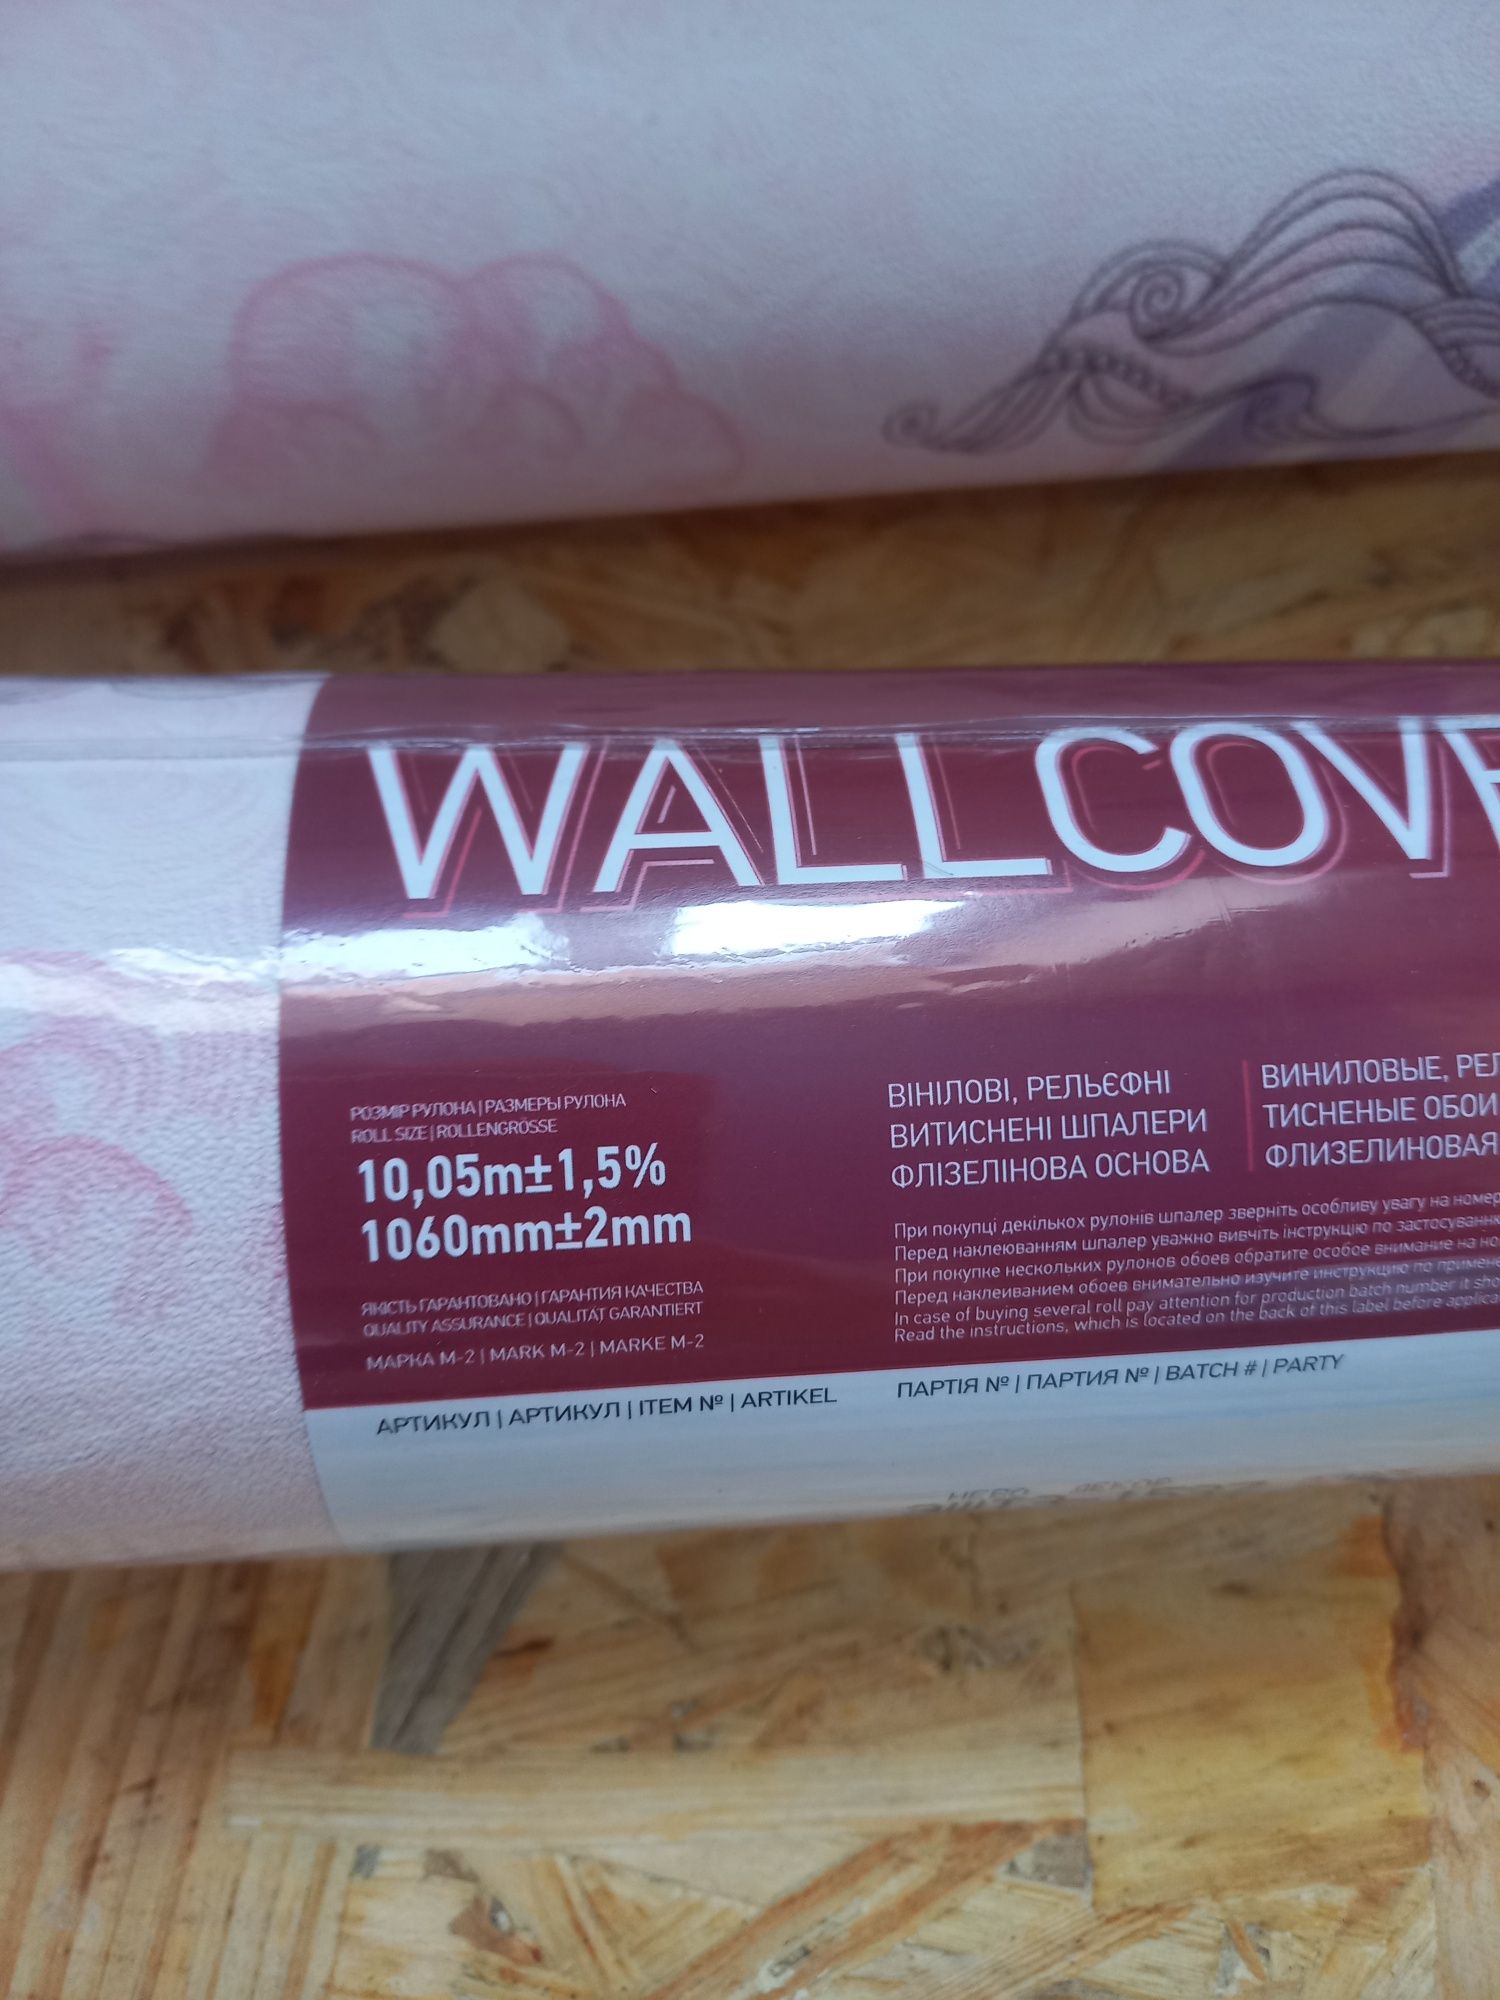 WALLCOVE
РОЗМІР РУЛОНА | РАЗМЕРЫ РУЛОНА
ROLL SIZE | ROLLENGRÖSSE
10,05m±1,5%
1060mm±2mm
ЯКІСТЬ ГАРАНТОВАНО | ГАРАНТИЯ КАЧЕСТВА
QUALITY ASSURANCE | QUALITÄT GARANTIERT
МАРКА М-2 | MARK M-2 | MARKE M-2
ВІНІЛОВІ, РЕЛЬЄФНІ
ВИТИСНЕНІ ШПАЛЕРИ
ФЛІЗЕЛІНОВА ОСНОВА
ВИНИЛОВЫЕ, РЕЛ
ТИСНЕНЫЕ ОБОИ
ФЛИЗЕЛИНОВАЯ
При покупці декількох рулонів шпалер зверніть особливу увагу на номер
Перед наклеюванням шпалер уважно вивчіть інструкцію по застосуванн
При покупке нескольких рулонов обоев обратите особое внимание на но
Перед наклеиванием обоев внимательно изучите инструкцию по примене
In case of buying several roll pay attention for production batch number it sho
Read the instructions, which is located on the back of this label before applica
АРТИКУЛ | АРТИКУЛ | ITEM № | ARTIKEL
ПАРТІЯ № | ПАРТИЯ № | BATCH # | PARTY